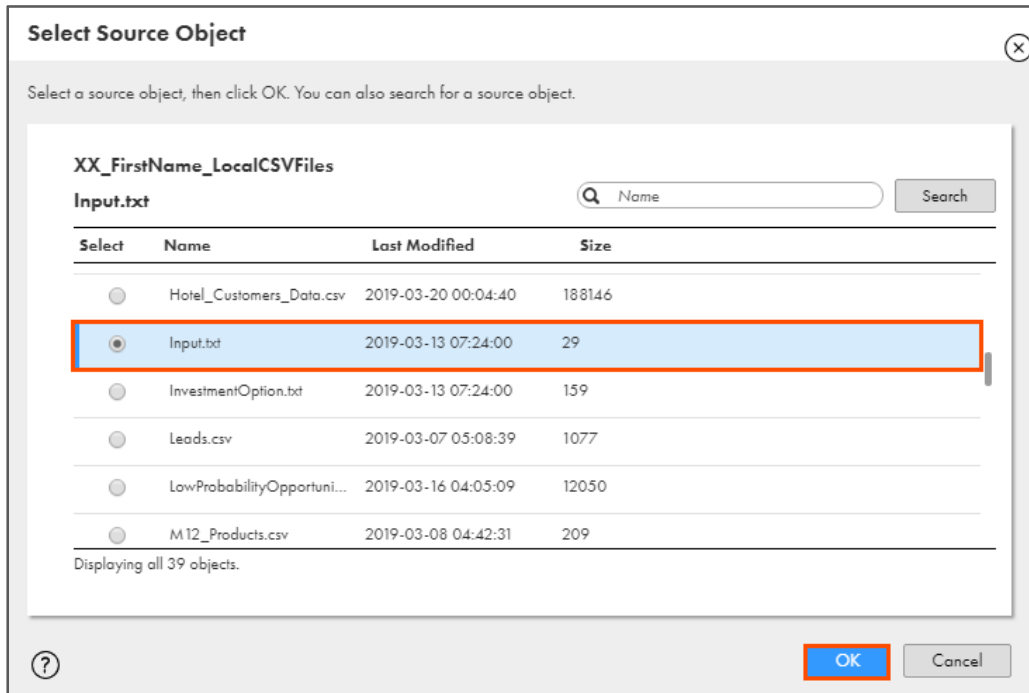 Select Source Object
Select a source object, then click OK. You can also search for a source object.
XX_FirstName_LocalCSVFiles
Input.txt Name Search
Select Name Last Modified Size
Hotel_Customers_Data.csv 2019-03-20 00:04:40 188146
Input.txt 2019-03-13 07:24:00 29
InvestmentOption.txt 2019-03-13 07:24:00 159
Leads.csv 2019-03-07 05:08:39 1077
LowProbabilityOpportuni... 2019-03-16 04:05:09 12050
M12_Products.csv 2019-03-08 04:42:31 209
Displaying all 39 objects.
? OK Cancel